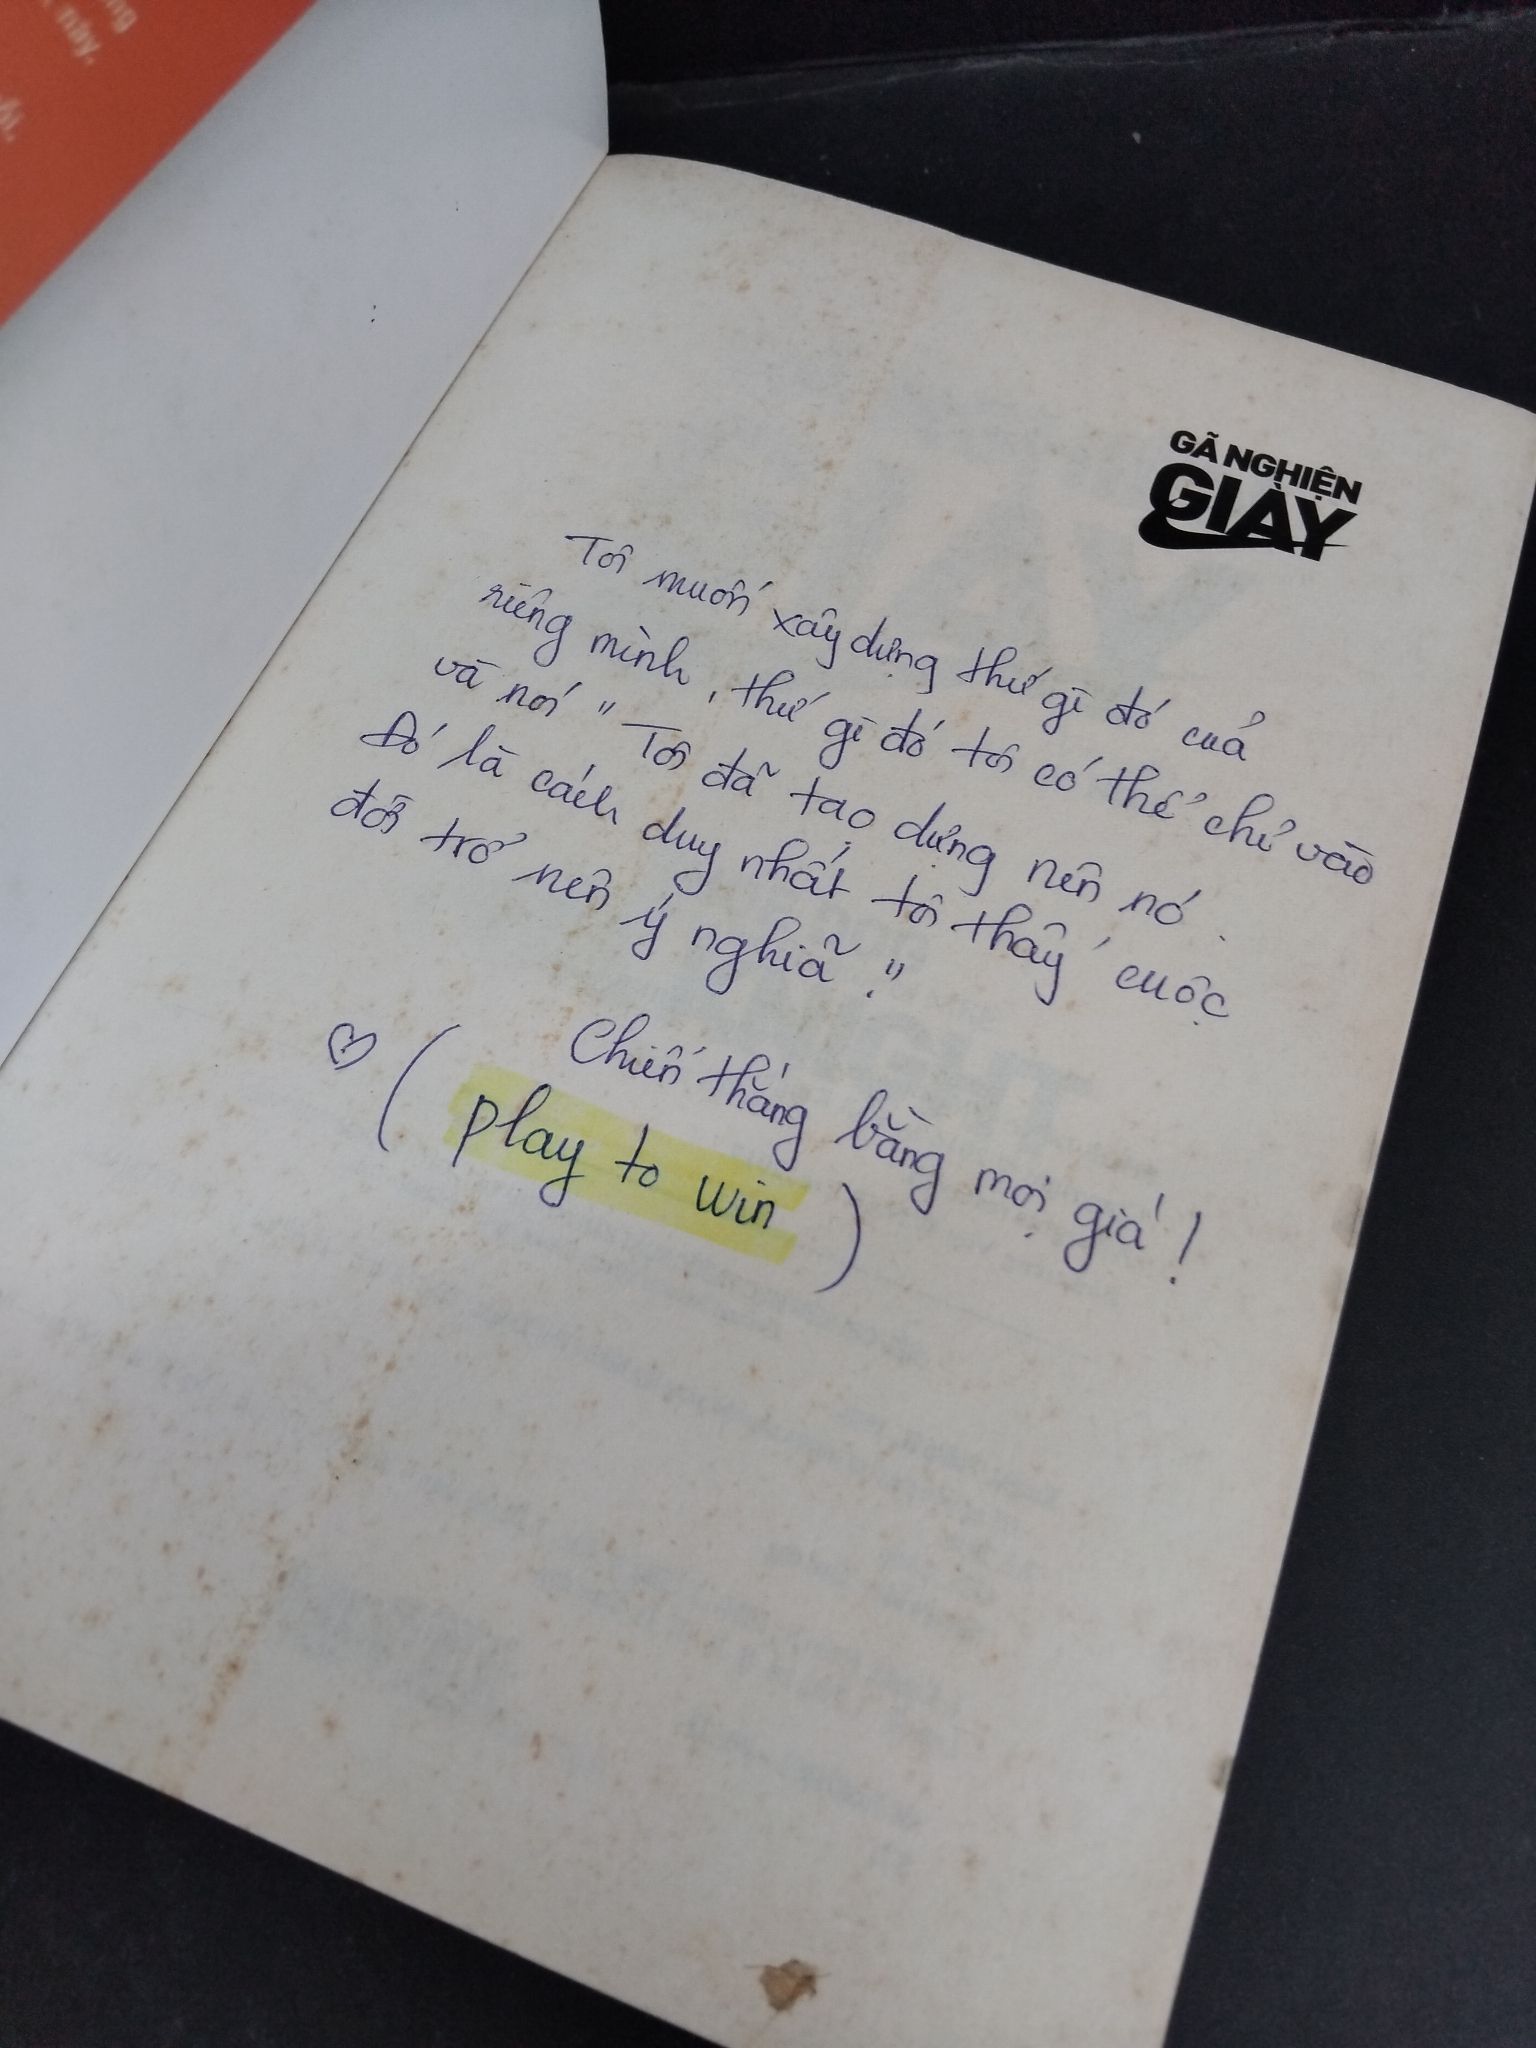 GÃ NGHIỆN
GIÀY
Tôi muốn xây dựng thứ gì đó của
riêng mình, thứ gì đó tôi có thể chỉ vào
và nói " Tôi đã tạo dựng nên nó.
Đó là cách duy nhất tôi thấy cuộc
đời trở nên ý nghĩa."
Chiến thắng bằng mọi giá!
♡ ( play to win )